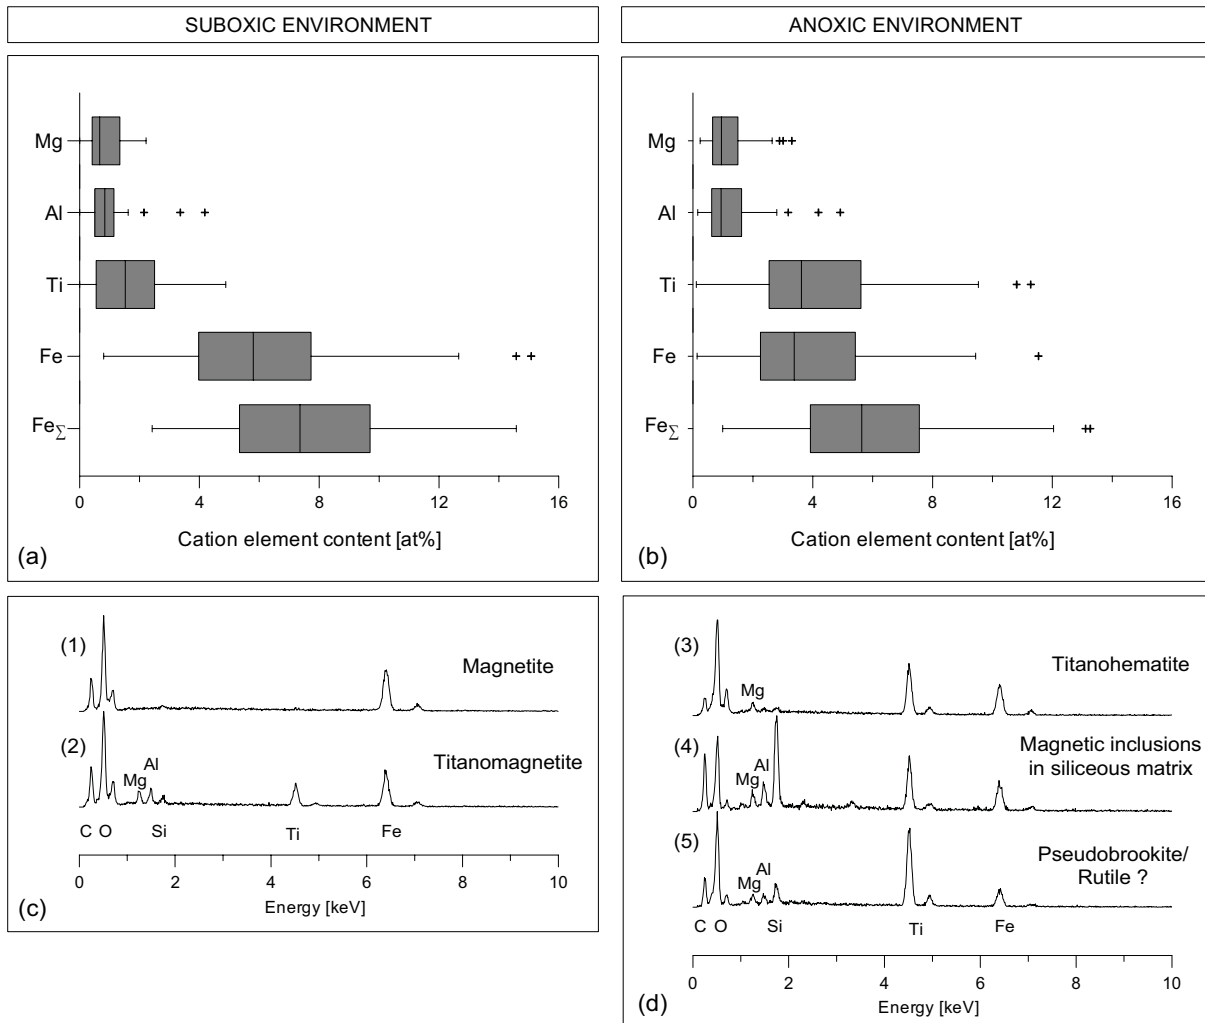 SUBOXIC ENVIRONMENT
ANOXIC ENVIRONMENT
Mg
Al
Ti
Fe
FeΣ
0 4 8 12 16
Cation element content [at%]
(a)
Mg
Al
Ti
Fe
FeΣ
0 4 8 12 16
Cation element content [at%]
(b)
(1)
Magnetite
(2)
Titanomagnetite
Mg Al
C O Si Ti Fe
0 2 4 6 8 10
Energy [keV]
(c)
(3)
Titanohematite
Mg
(4)
Magnetic inclusions
in siliceous matrix
Mg Al
(5)
Pseudobrookite/
Rutile ?
Mg Al
C O Si Ti Fe
0 2 4 6 8 10
Energy [keV]
(d)